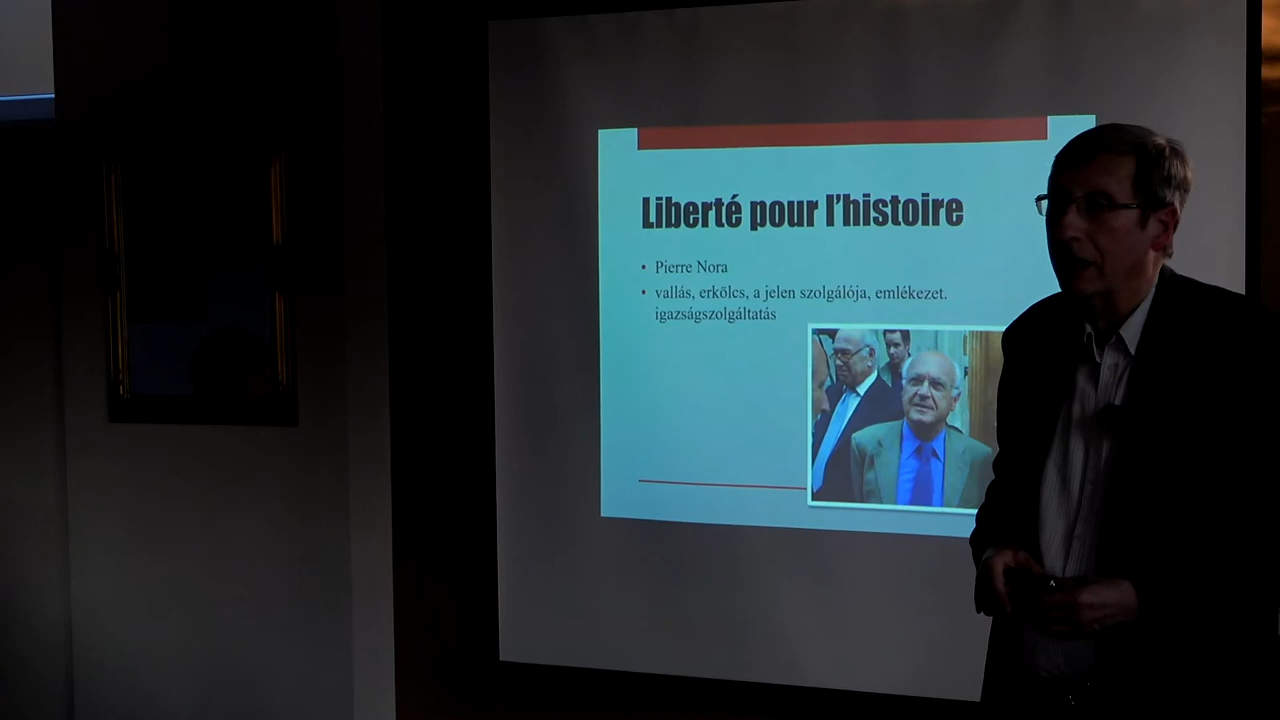 Liberté pour l'histoire
• Pierre Nora
• vallás, erkölcs, a jelen szolgálója, emlékezet.
igazságszolgáltatás